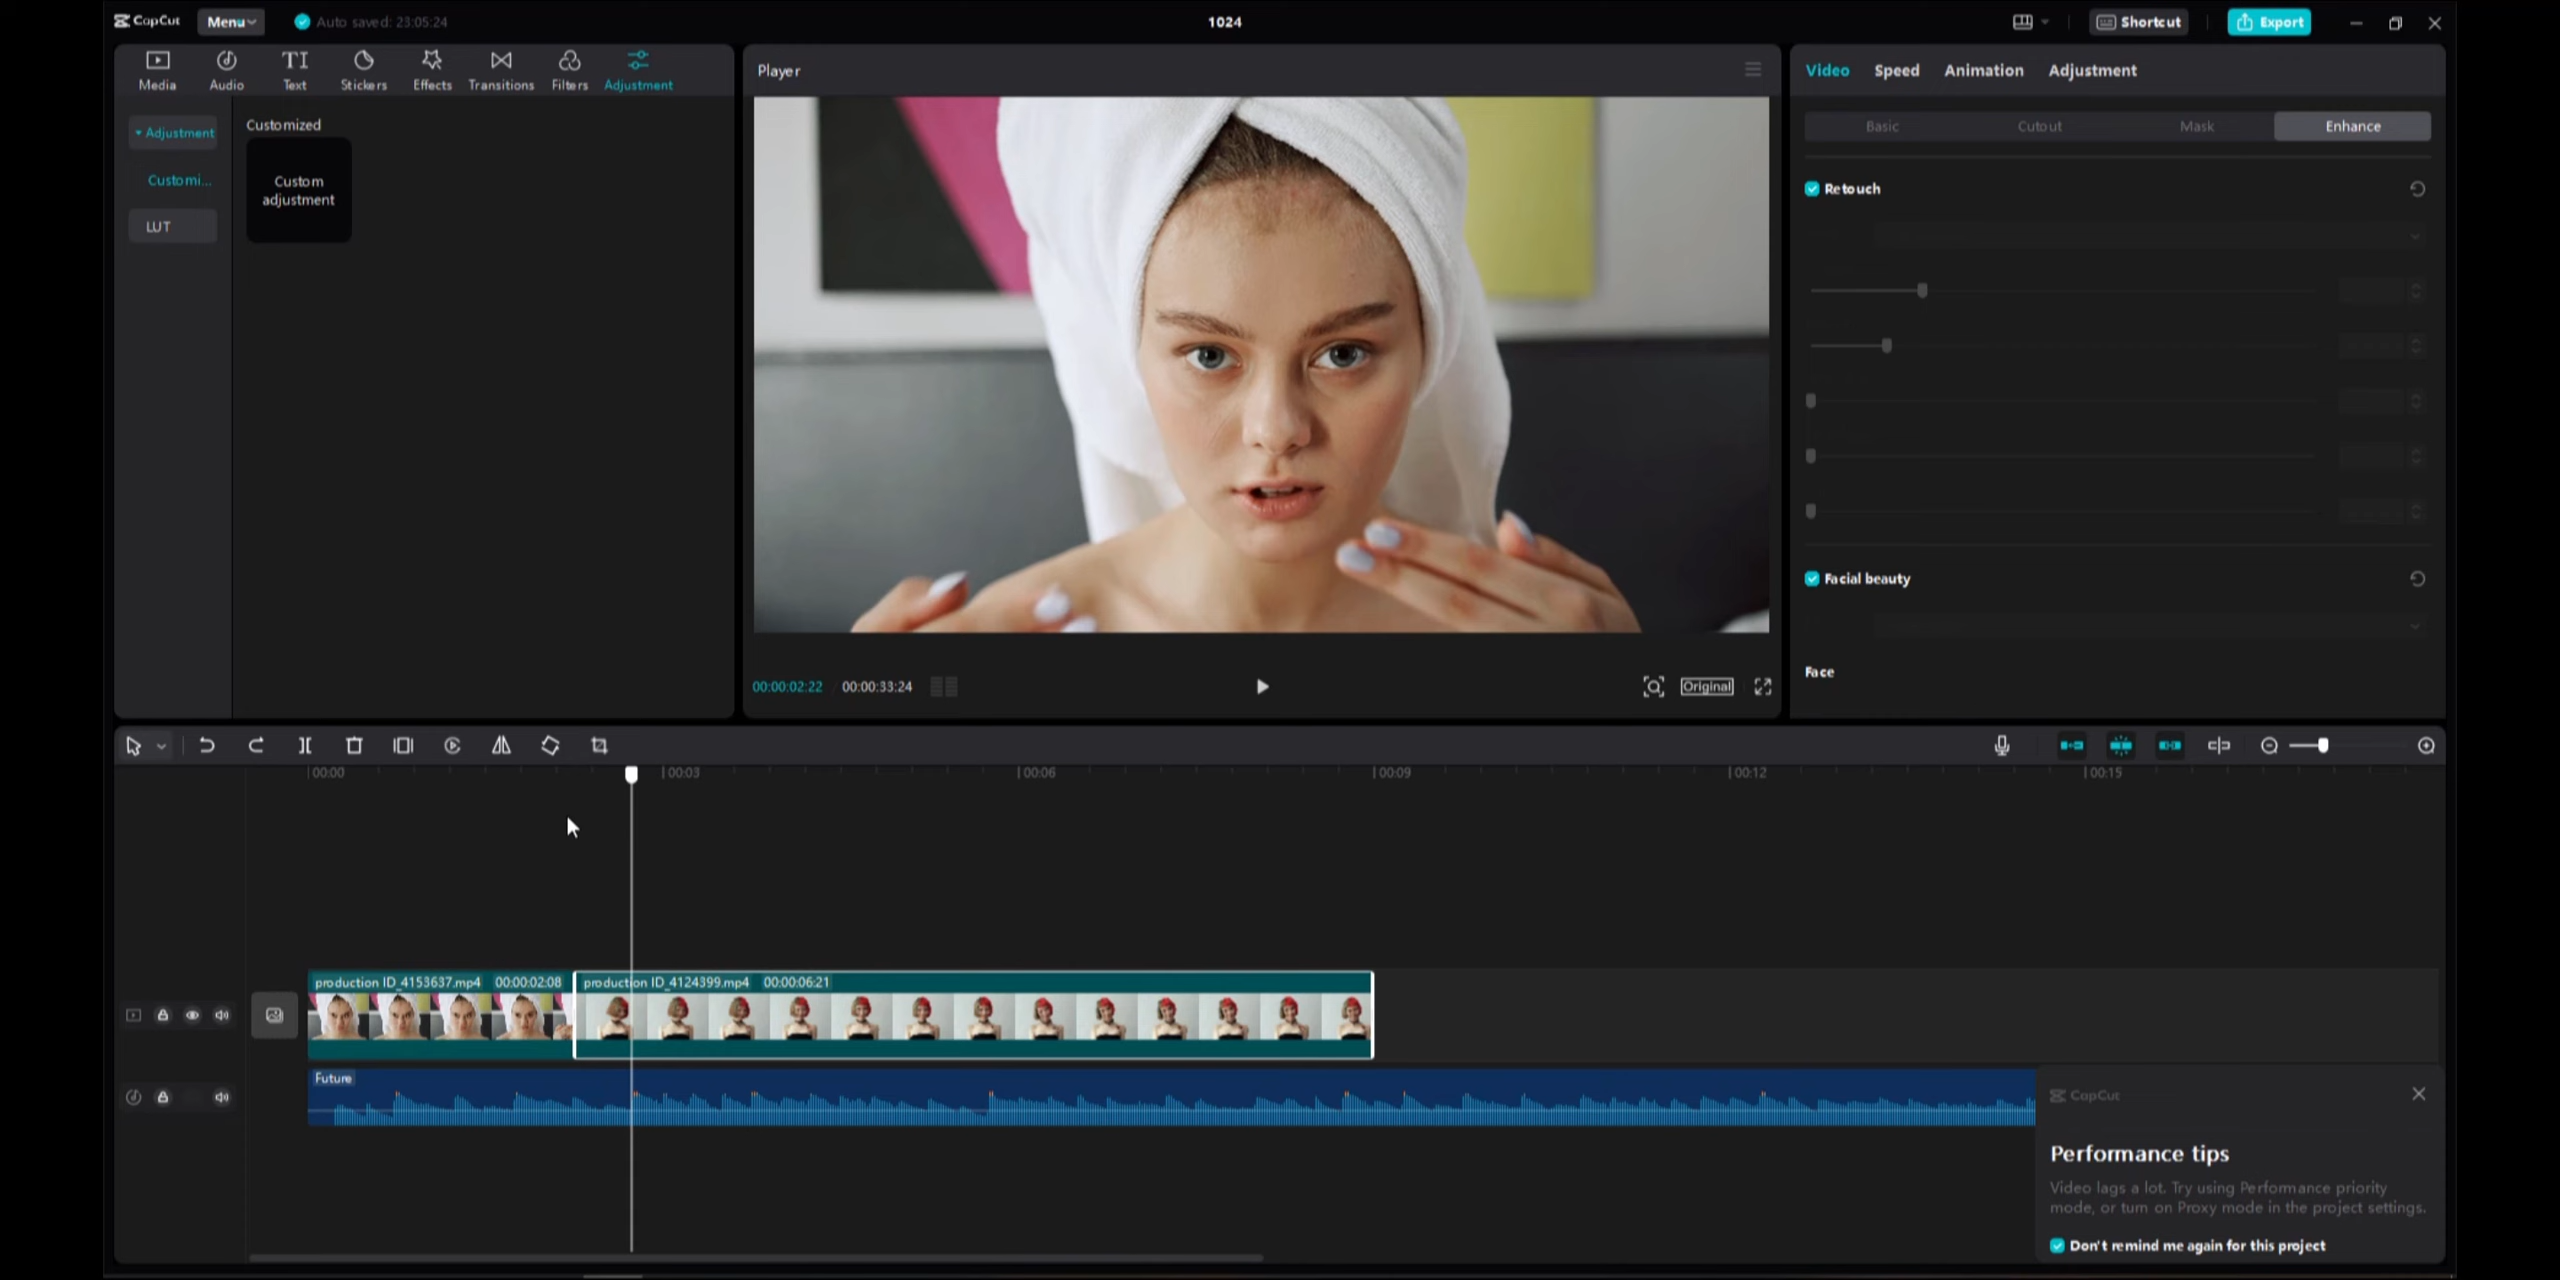 CapCut
Menu
Auto saved: 23:05:24
1024
Shortcut
Export
Media
Audio
Text
Stickers
Effects
Transitions
Filters
Adjustment
Adjustment
Customi...
LUT
Customized
Custom
adjustment
Player
00:00:02:22
00:00:33:24
Original
Video
Speed
Animation
Adjustment
Basic
Cutout
Mask
Enhance
Retouch
Facial beauty
Face
00:00
00:03
00:06
00:09
00:12
00:15
production ID_4153637.mp4 00:00:02:08
production ID_4124399.mp4 00:00:06:21
Future
CapCut
Performance tips
Video lags a lot. Try using Performance priority
mode, or turn on Proxy mode in the project settings.
Don't remind me again for this project